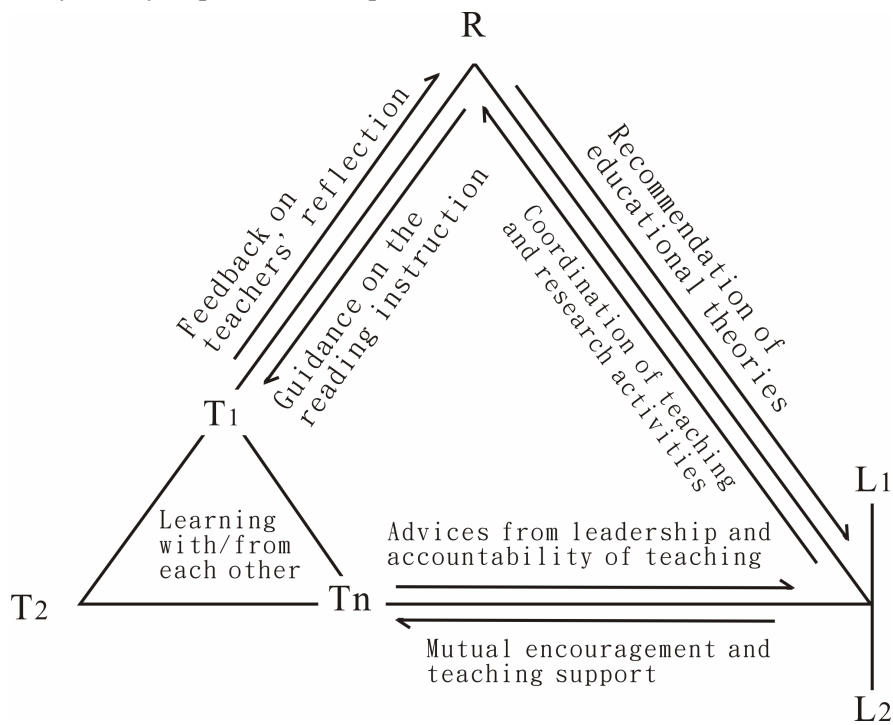 R
Feedback on
teachers' reflection
Guidance on the
reading instruction
Coordination of teaching
and research activities
Recommendation of
educational theories
T1
Learning
with/from
each other
T2
Tn
Advices from leadership and
accountability of teaching
Mutual encouragement and
teaching support
L1
L2